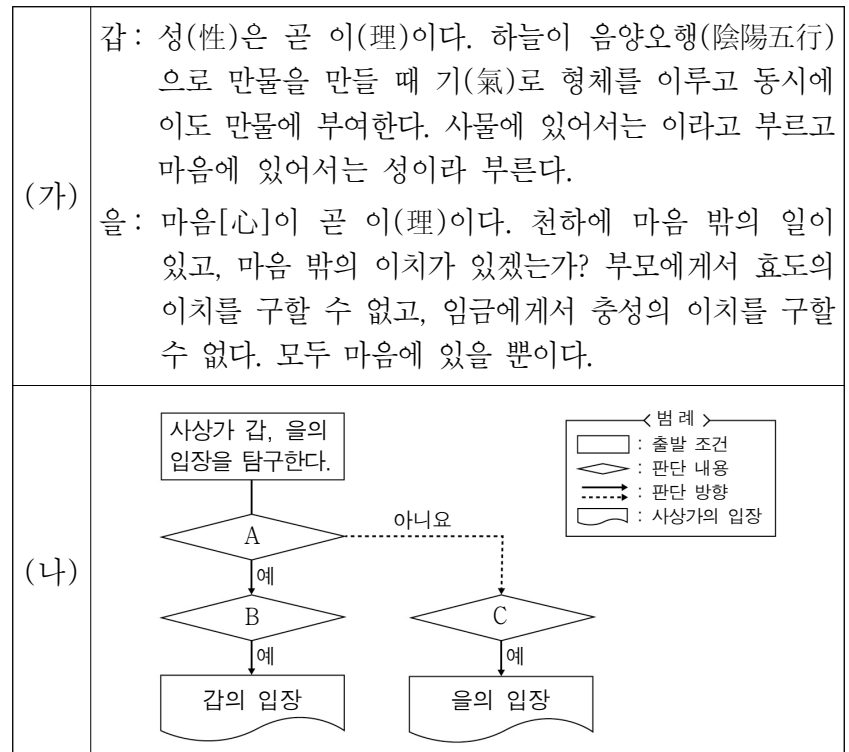 (가)
갑 : 성(性)은 곧 이(理)이다. 하늘이 음양오행(陰陽五行)
으로 만물을 만들 때 기(氣)로 형체를 이루고 동시에
이도 만물에 부여한다. 사물에 있어서는 이라고 부르고
마음에 있어서는 성이라 부른다.
을 : 마음[心]이 곧 이(理)이다. 천하에 마음 밖의 일이
있고, 마음 밖의 이치가 있겠는가? 부모에게서 효도의
이치를 구할 수 없고, 임금에게서 충성의 이치를 구할
수 없다. 모두 마음에 있을 뿐이다.
(나)
사상가 갑, 을의
입장을 탐구한다.
범 례
: 출발 조건
: 판단 내용
: 판단 방향
: 사상가의 입장
A
아니요
예
B
C
예
예
갑의 입장
을의 입장